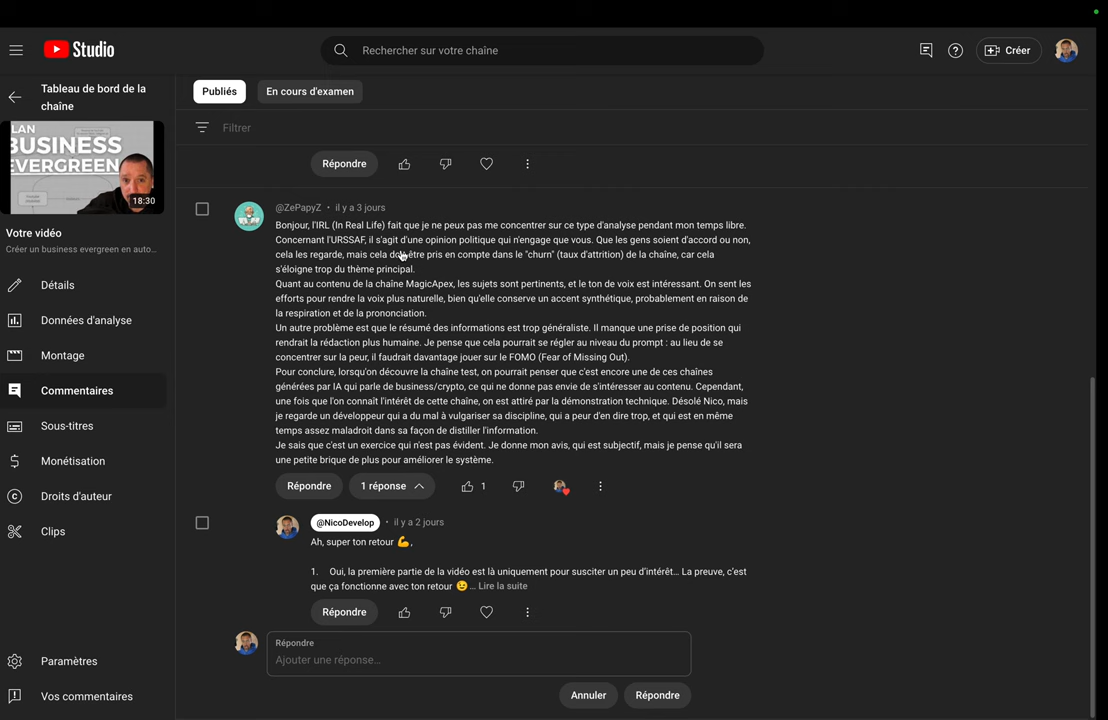 Studio
Rechercher sur votre chaîne
Créer
Tableau de bord de la
chaîne
LAN
BUSINESS
EVERGREEN
18:30
Votre vidéo
Créer un business evergreen en auto…
Détails
Données d'analyse
Montage
Commentaires
Sous-titres
Monétisation
Droits d'auteur
Clips
Paramètres
Vos commentaires
Publiés
En cours d'examen
Filtrer
Répondre
@ZePapyZ • il y a 3 jours
Bonjour, l'IRL (In Real Life) fait que je ne peux pas me concentrer sur ce type d'analyse pendant mon temps libre.
Concernant l'URSSAF, il s'agit d'une opinion politique qui n'engage que vous. Que les gens soient d'accord ou non,
cela les regarde, mais cela doit être pris en compte dans le "churn" (taux d'attrition) de la chaîne, car cela
s'éloigne trop du thème principal.
Quant au contenu de la chaîne MagicApex, les sujets sont pertinents, et le ton de voix est intéressant. On sent les
efforts pour rendre la voix plus naturelle, bien qu'elle conserve un accent synthétique, probablement en raison de
la respiration et de la prononciation.
Un autre problème est que le résumé des informations est trop généraliste. Il manque une prise de position qui
rendrait la rédaction plus humaine. Je pense que cela pourrait se régler au niveau du prompt : au lieu de se
concentrer sur la peur, il faudrait davantage jouer sur le FOMO (Fear of Missing Out).
Pour conclure, lorsqu'on découvre la chaîne test, on pourrait penser que c'est encore une de ces chaînes
générées par IA qui parle de business/crypto, ce qui ne donne pas envie de s'intéresser au contenu. Cependant,
une fois que l'on connaît l'intérêt de cette chaîne, on est attiré par la démonstration technique. Désolé Nico, mais
je regarde un développeur qui a du mal à vulgariser sa discipline, qui a peur d'en dire trop, et qui est en même
temps assez maladroit dans sa façon de distiller l'information.
Je sais que c'est un exercice qui n'est pas évident. Je donne mon avis, qui est subjectif, mais je pense qu'il sera
une petite brique de plus pour améliorer le système.
Répondre
1 réponse
1
@NicoDevelop • il y a 2 jours
Ah, super ton retour 💪,
1. Oui, la première partie de la vidéo est là uniquement pour susciter un peu d'intérêt… La preuve, c'est
que ça fonctionne avec ton retour 😉 … Lire la suite
Répondre
Répondre
Ajouter une réponse…
Annuler
Répondre